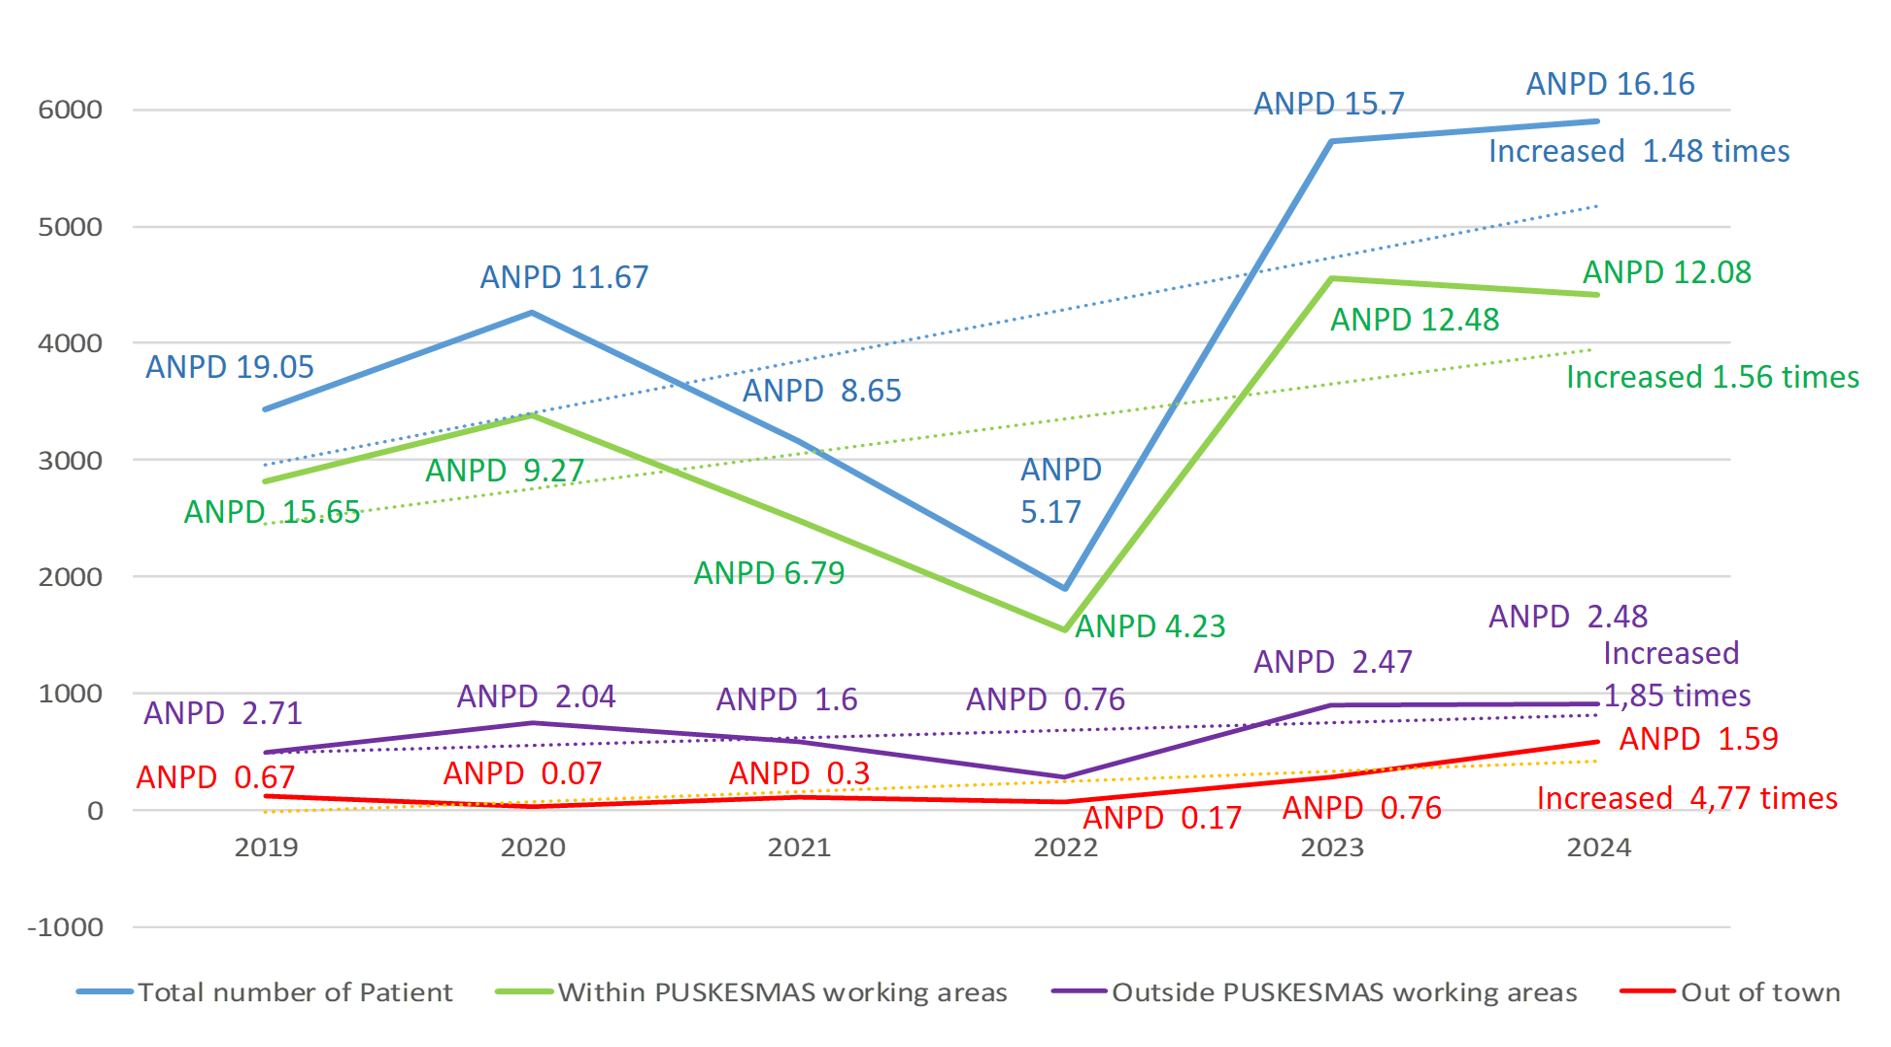 6000
5000
4000
3000
2000
1000
0
-1000
ANPD 19.05
ANPD 11.67
ANPD  8.65
ANPD
5.17
ANPD 15.7
ANPD 16.16
Increased  1.48 times
ANPD  15.65
ANPD  9.27
ANPD 6.79
ANPD 4.23
ANPD 12.48
ANPD 12.08
Increased 1.56 times
ANPD  2.71
ANPD  2.04
ANPD  1.6
ANPD  0.76
ANPD  2.47
ANPD  2.48
Increased
1,85 times
ANPD  0.67
ANPD  0.07
ANPD  0.3
ANPD  0.17
ANPD  0.76
ANPD  1.59
Increased  4,77 times
2019
2020
2021
2022
2023
2024
Total number of Patient
Within PUSKESMAS working areas
Outside PUSKESMAS working areas
Out of town